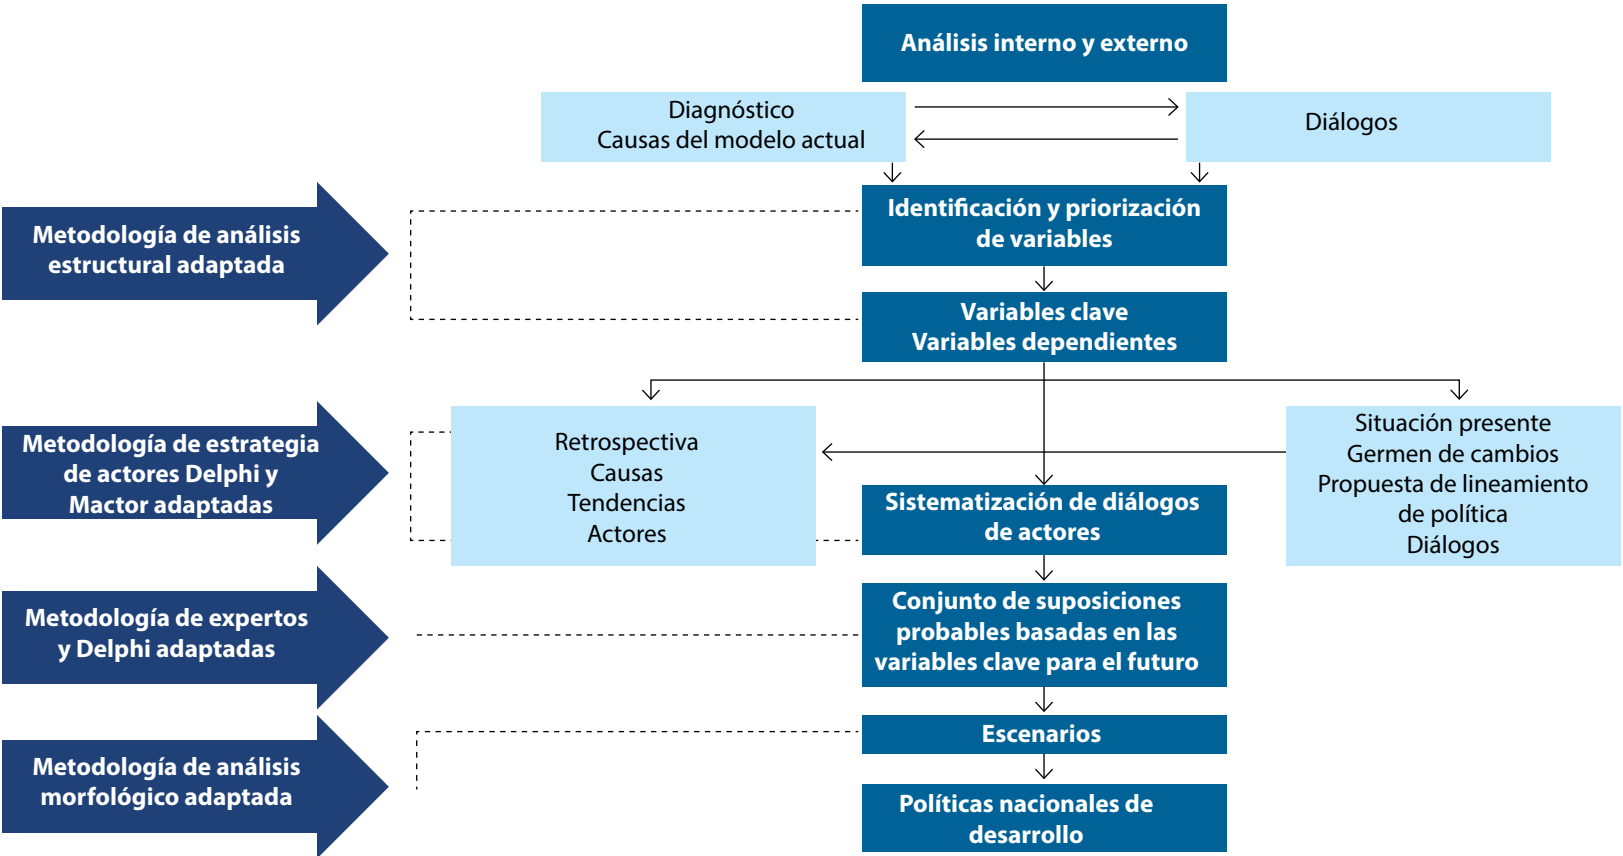 Análisis interno y externo
Diagnóstico
Causas del modelo actual
Diálogos
Metodología de análisis
estructural adaptada
Identificación y priorización
de variables
Variables clave
Variables dependientes
Metodología de estrategia
de actores Delphi y
Mactor adaptadas
Retrospectiva
Causas
Tendencias
Actores
Situación presente
Germen de cambios
Propuesta de lineamiento
de política
Diálogos
Sistematización de diálogos
de actores
Metodología de expertos
y Delphi adaptadas
Conjunto de suposiciones
probables basadas en las
variables clave para el futuro
Metodología de análisis
morfológico adaptada
Escenarios
Políticas nacionales de
desarrollo